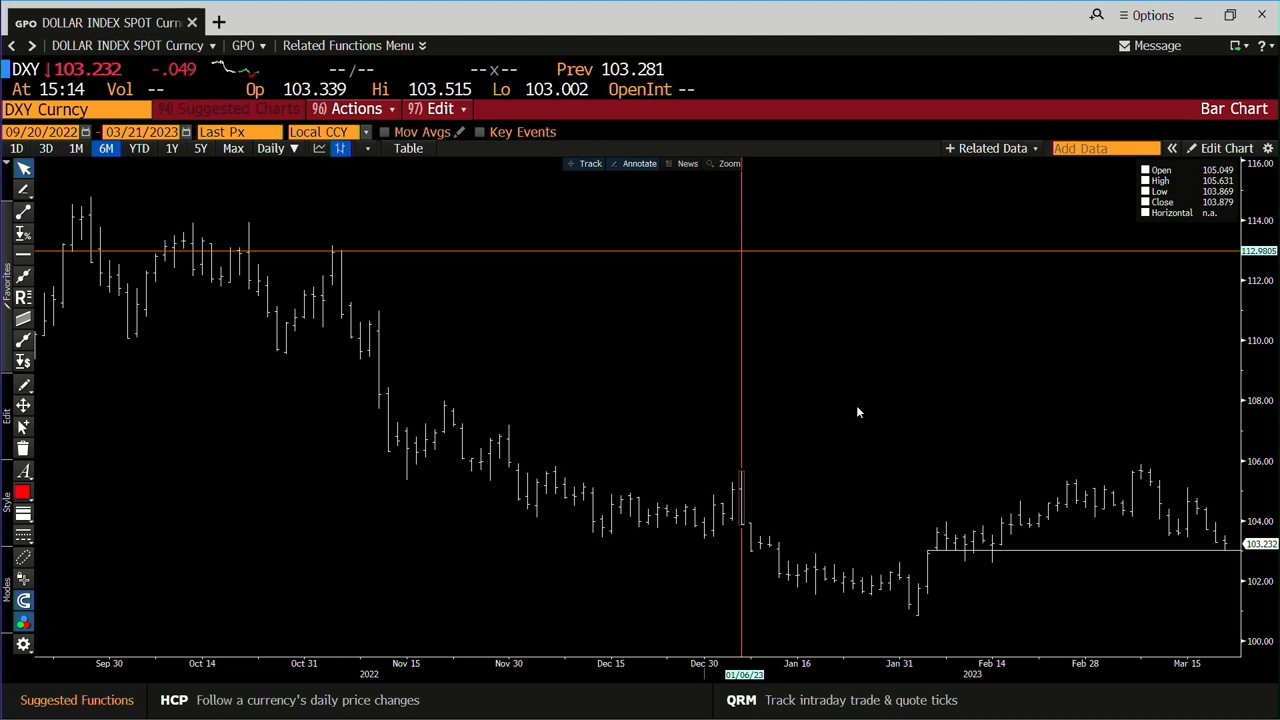 GPO DOLLAR INDEX SPOT Curn
Options
DOLLAR INDEX SPOT Curncy GPO Related Functions Menu
Message
DXY 103.232 -.049 -- / -- -- x -- Prev 103.281
At 15:14 Vol -- Op 103.339 Hi 103.515 Lo 103.002 OpenInt --
DXY Curncy 94) Suggested Charts 96) Actions 97) Edit Bar Chart
09/20/2022 - 03/21/2023 Last Px Local CCY Mov Avgs Key Events
1D 3D 1M 6M YTD 1Y 5Y Max Daily Table + Related Data Add Data Edit Chart
Track Annotate News Zoom
Open 105.049
High 105.631
Low 103.869
Close 103.879
Horizontal n.a.
116.00
114.00
112.9805
112.00
110.00
108.00
106.00
104.00
103.232
102.00
100.00
Favorites
Edit
Style
Modes
Sep 30 Oct 14 Oct 31 Nov 15 Nov 30 Dec 15 Dec 30 Jan 16 Jan 31 Feb 14 Feb 28 Mar 15
2022 01/06/23 2023
Suggested Functions HCP Follow a currency's daily price changes QRM Track intraday trade & quote ticks